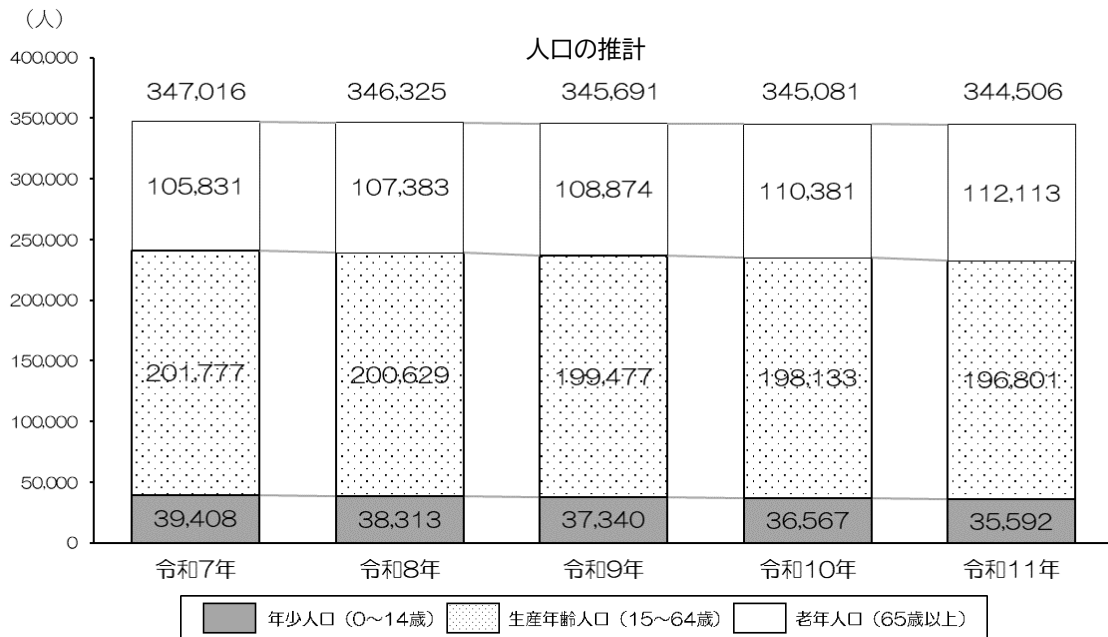 (人)
人口の推計
400,000
350,000
300,000
250,000
200,000
150,000
100,000
50,000
0
347,016 346,325 345,691 345,081 344,506
105,831 107,383 108,874 110,381 112,113
201,777 200,629 199,477 198,133 196,801
39,408 38,313 37,340 36,567 35,592
令和7年 令和8年 令和9年 令和10年 令和11年
年少人口(0~14歳) 生産年齢人口(15~64歳) 老年人口(65歳以上)